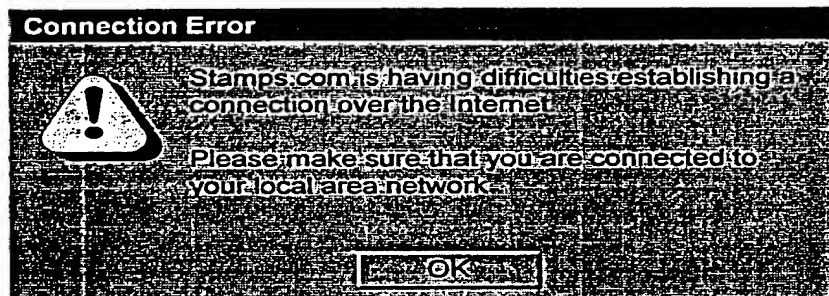 Connection Error
Stamps.com is having difficulties establishing a
connection over the Internet.
Please make sure that you are connected to
your local area network.
OK